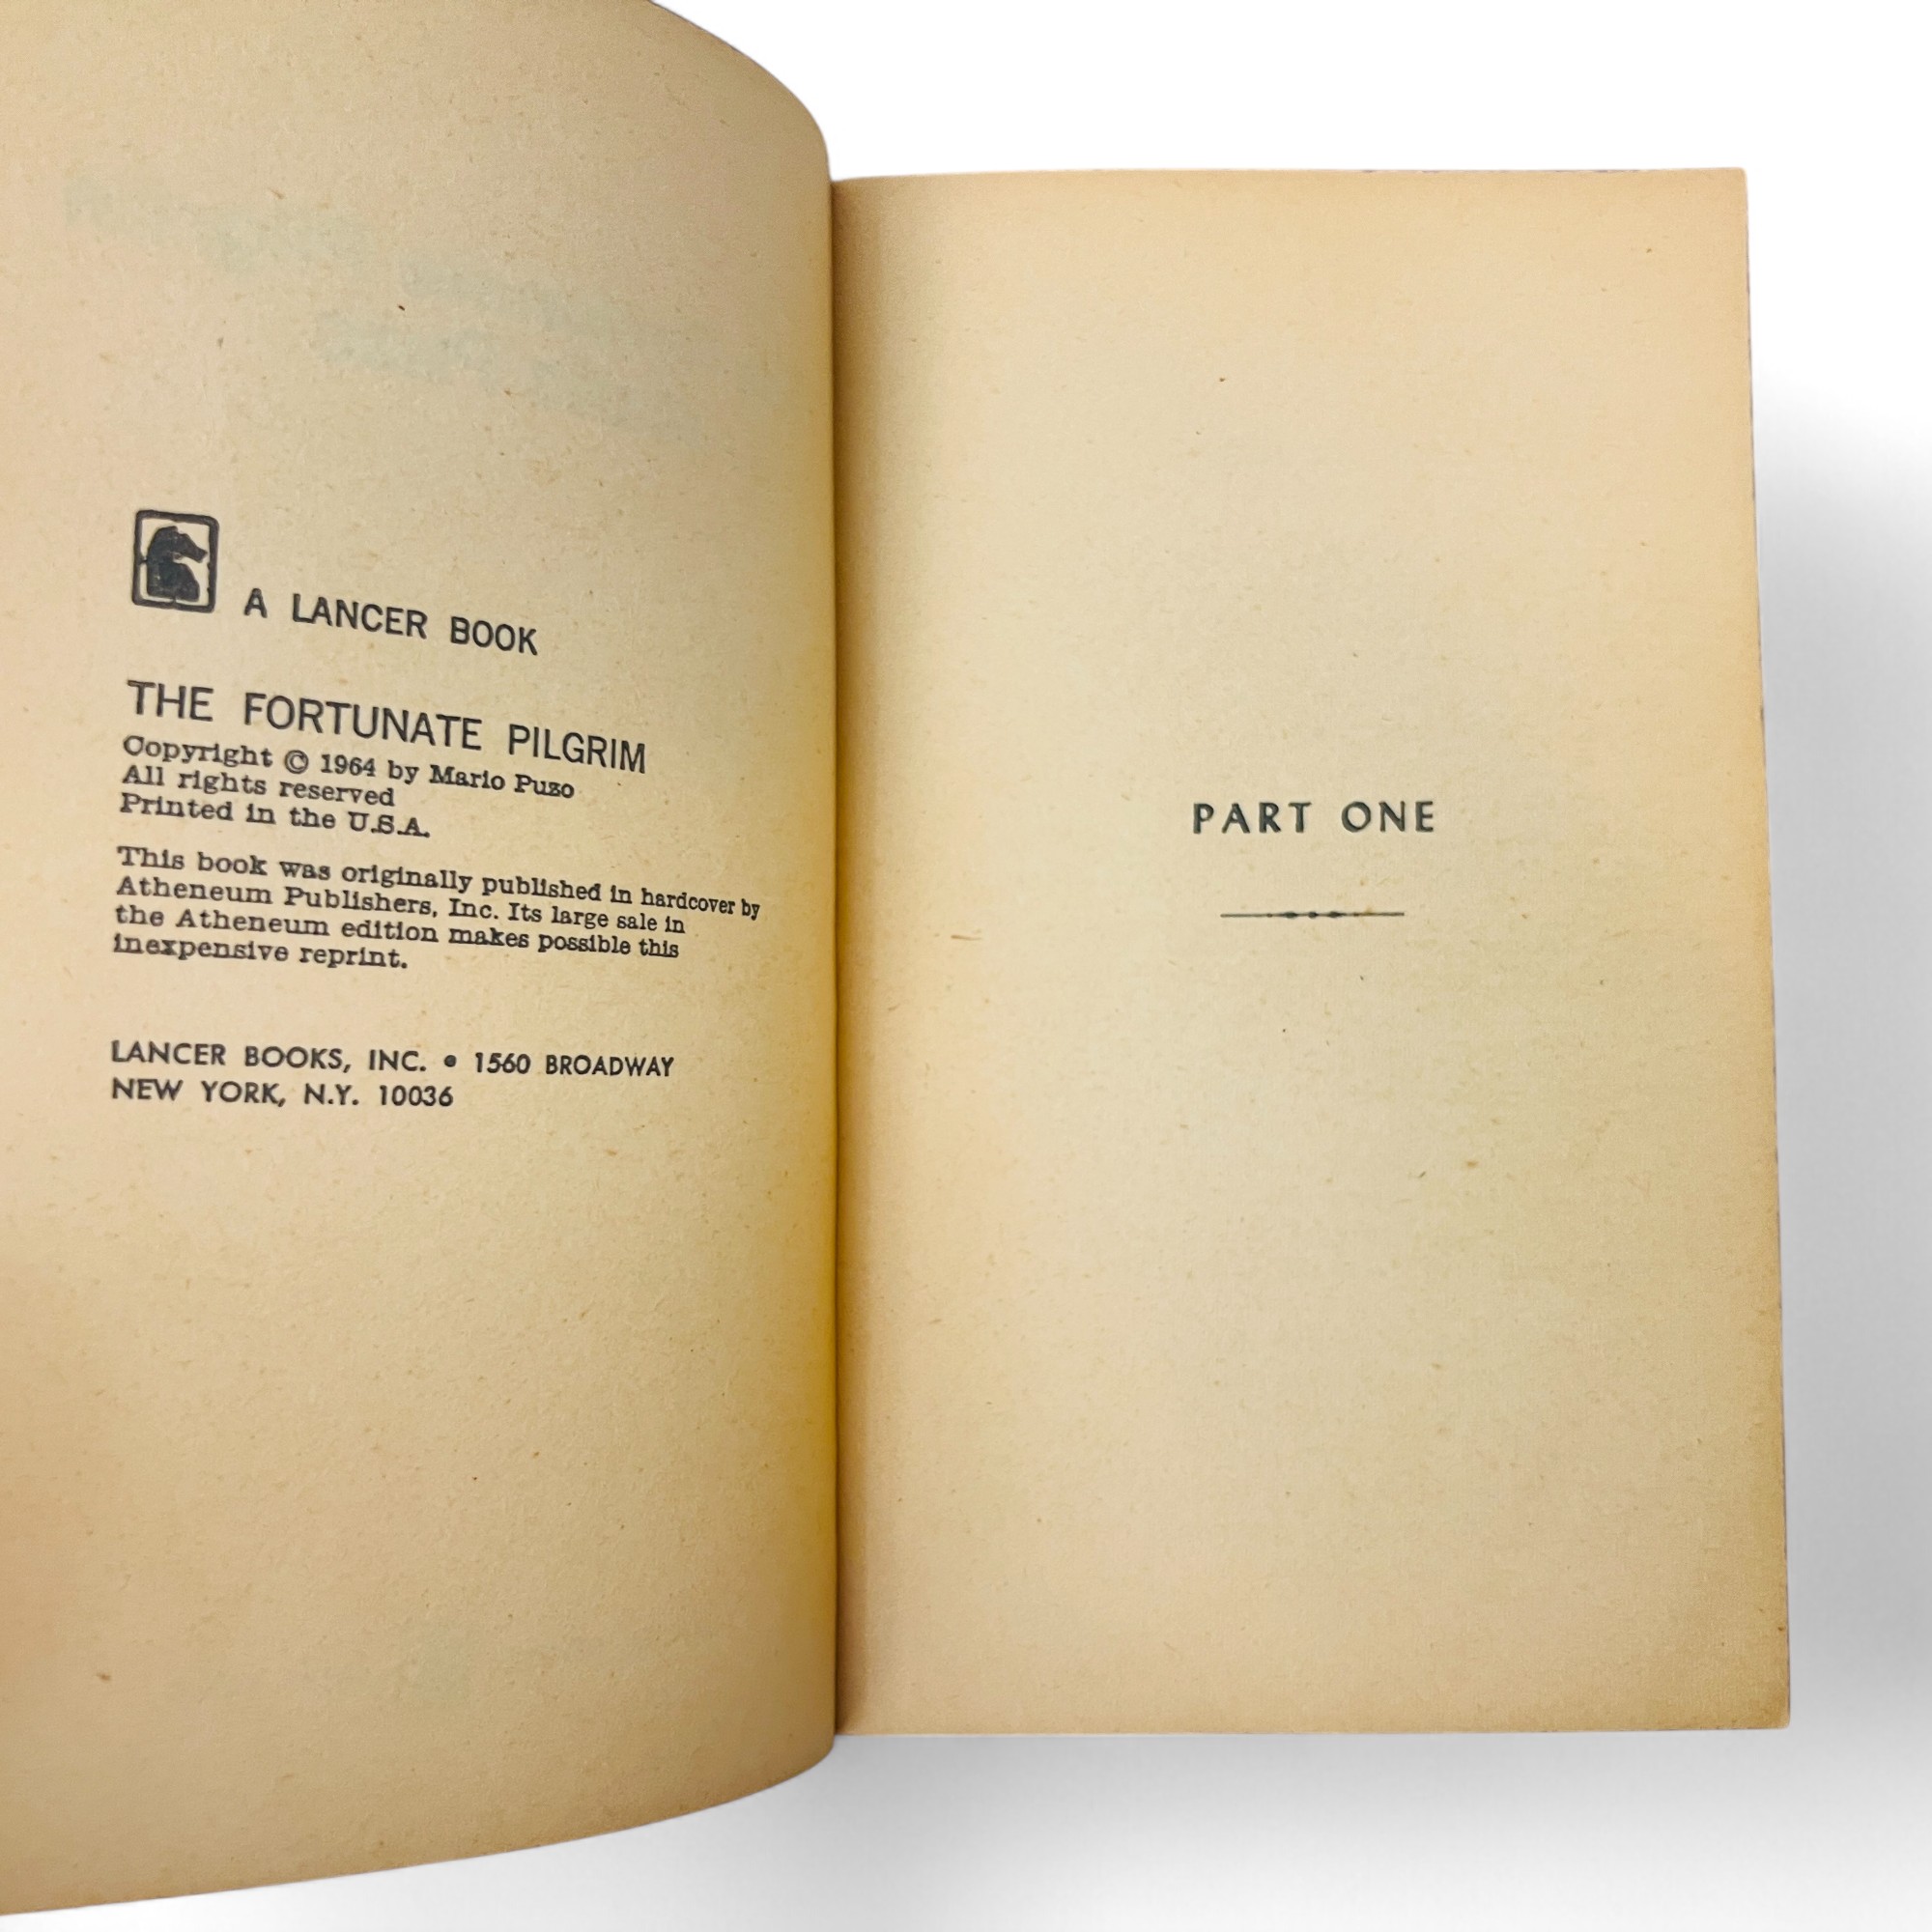 A LANCER BOOK
THE FORTUNATE PILGRIM
Copyright © 1964 by Mario Puzo
All rights reserved
Printed in the U.S.A.
This book was originally published in hardcover by
Atheneum Publishers, Inc. Its large sale in
the Atheneum edition makes possible this
inexpensive reprint.
LANCER BOOKS, INC. • 1560 BROADWAY
NEW YORK, N.Y. 10036
PART ONE